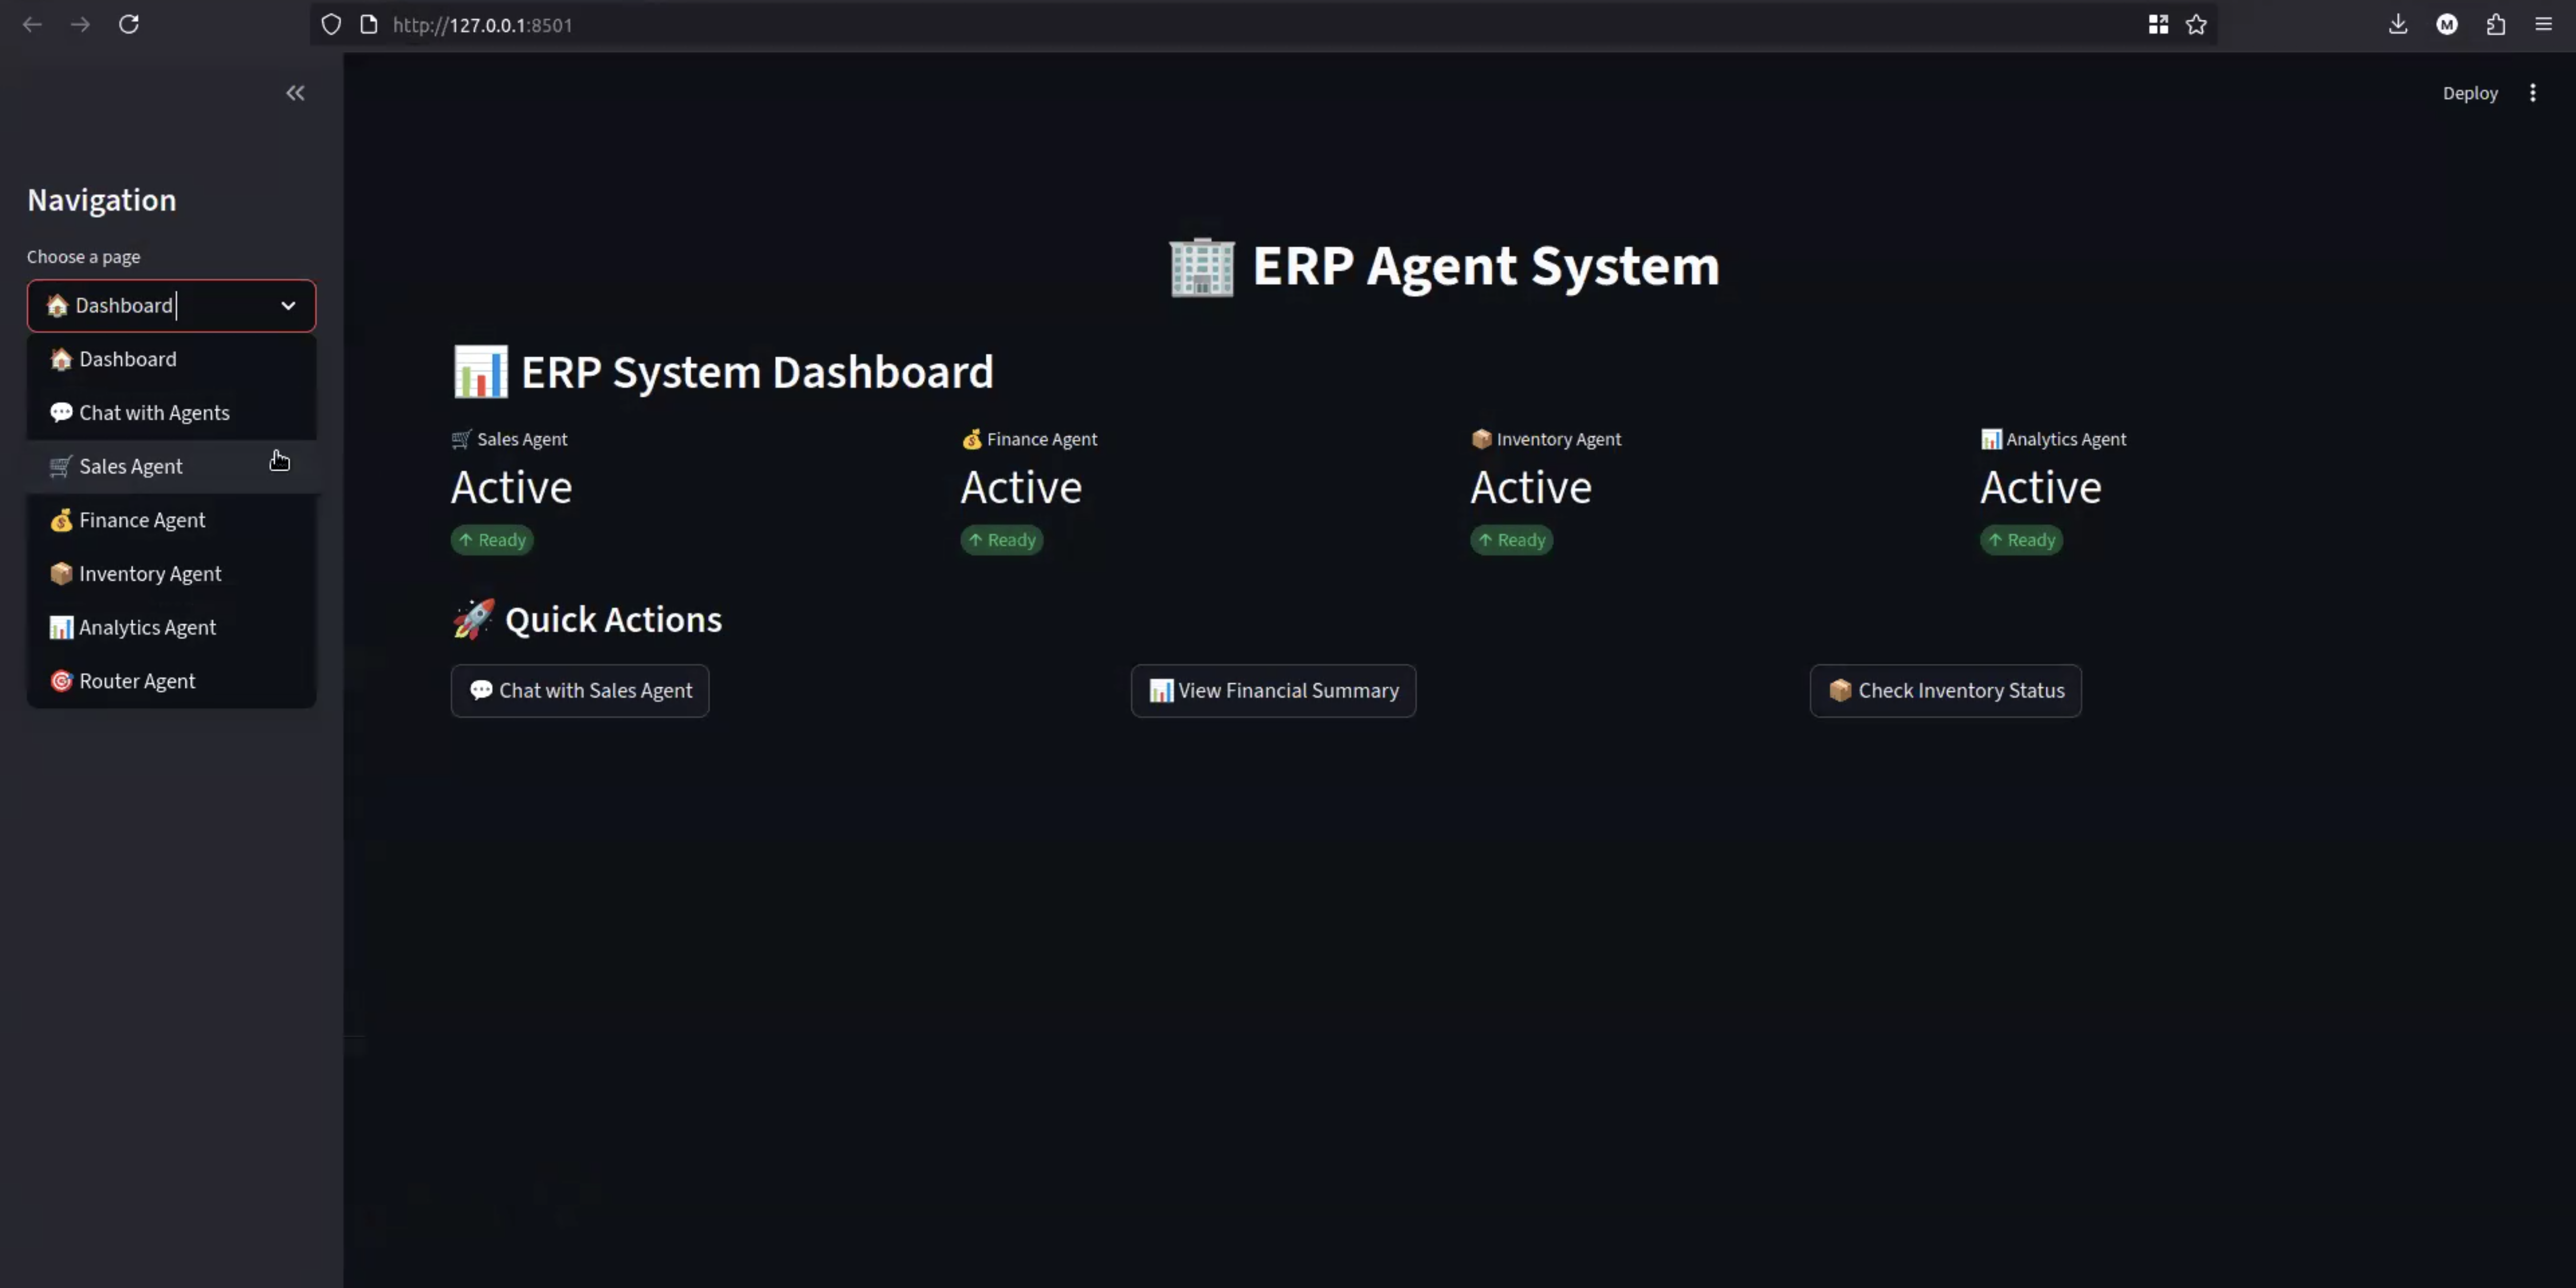 http://127.0.0.1:8501
Deploy
Navigation
Choose a page
🏠 Dashboard
🏠 Dashboard
💬 Chat with Agents
🛒 Sales Agent
💰 Finance Agent
📦 Inventory Agent
📊 Analytics Agent
🎯 Router Agent
🏢 ERP Agent System
📊 ERP System Dashboard
🛒 Sales Agent
Active
↑ Ready
💰 Finance Agent
Active
↑ Ready
📦 Inventory Agent
Active
↑ Ready
📊 Analytics Agent
Active
↑ Ready
🚀 Quick Actions
💬 Chat with Sales Agent
📊 View Financial Summary
📦 Check Inventory Status
M